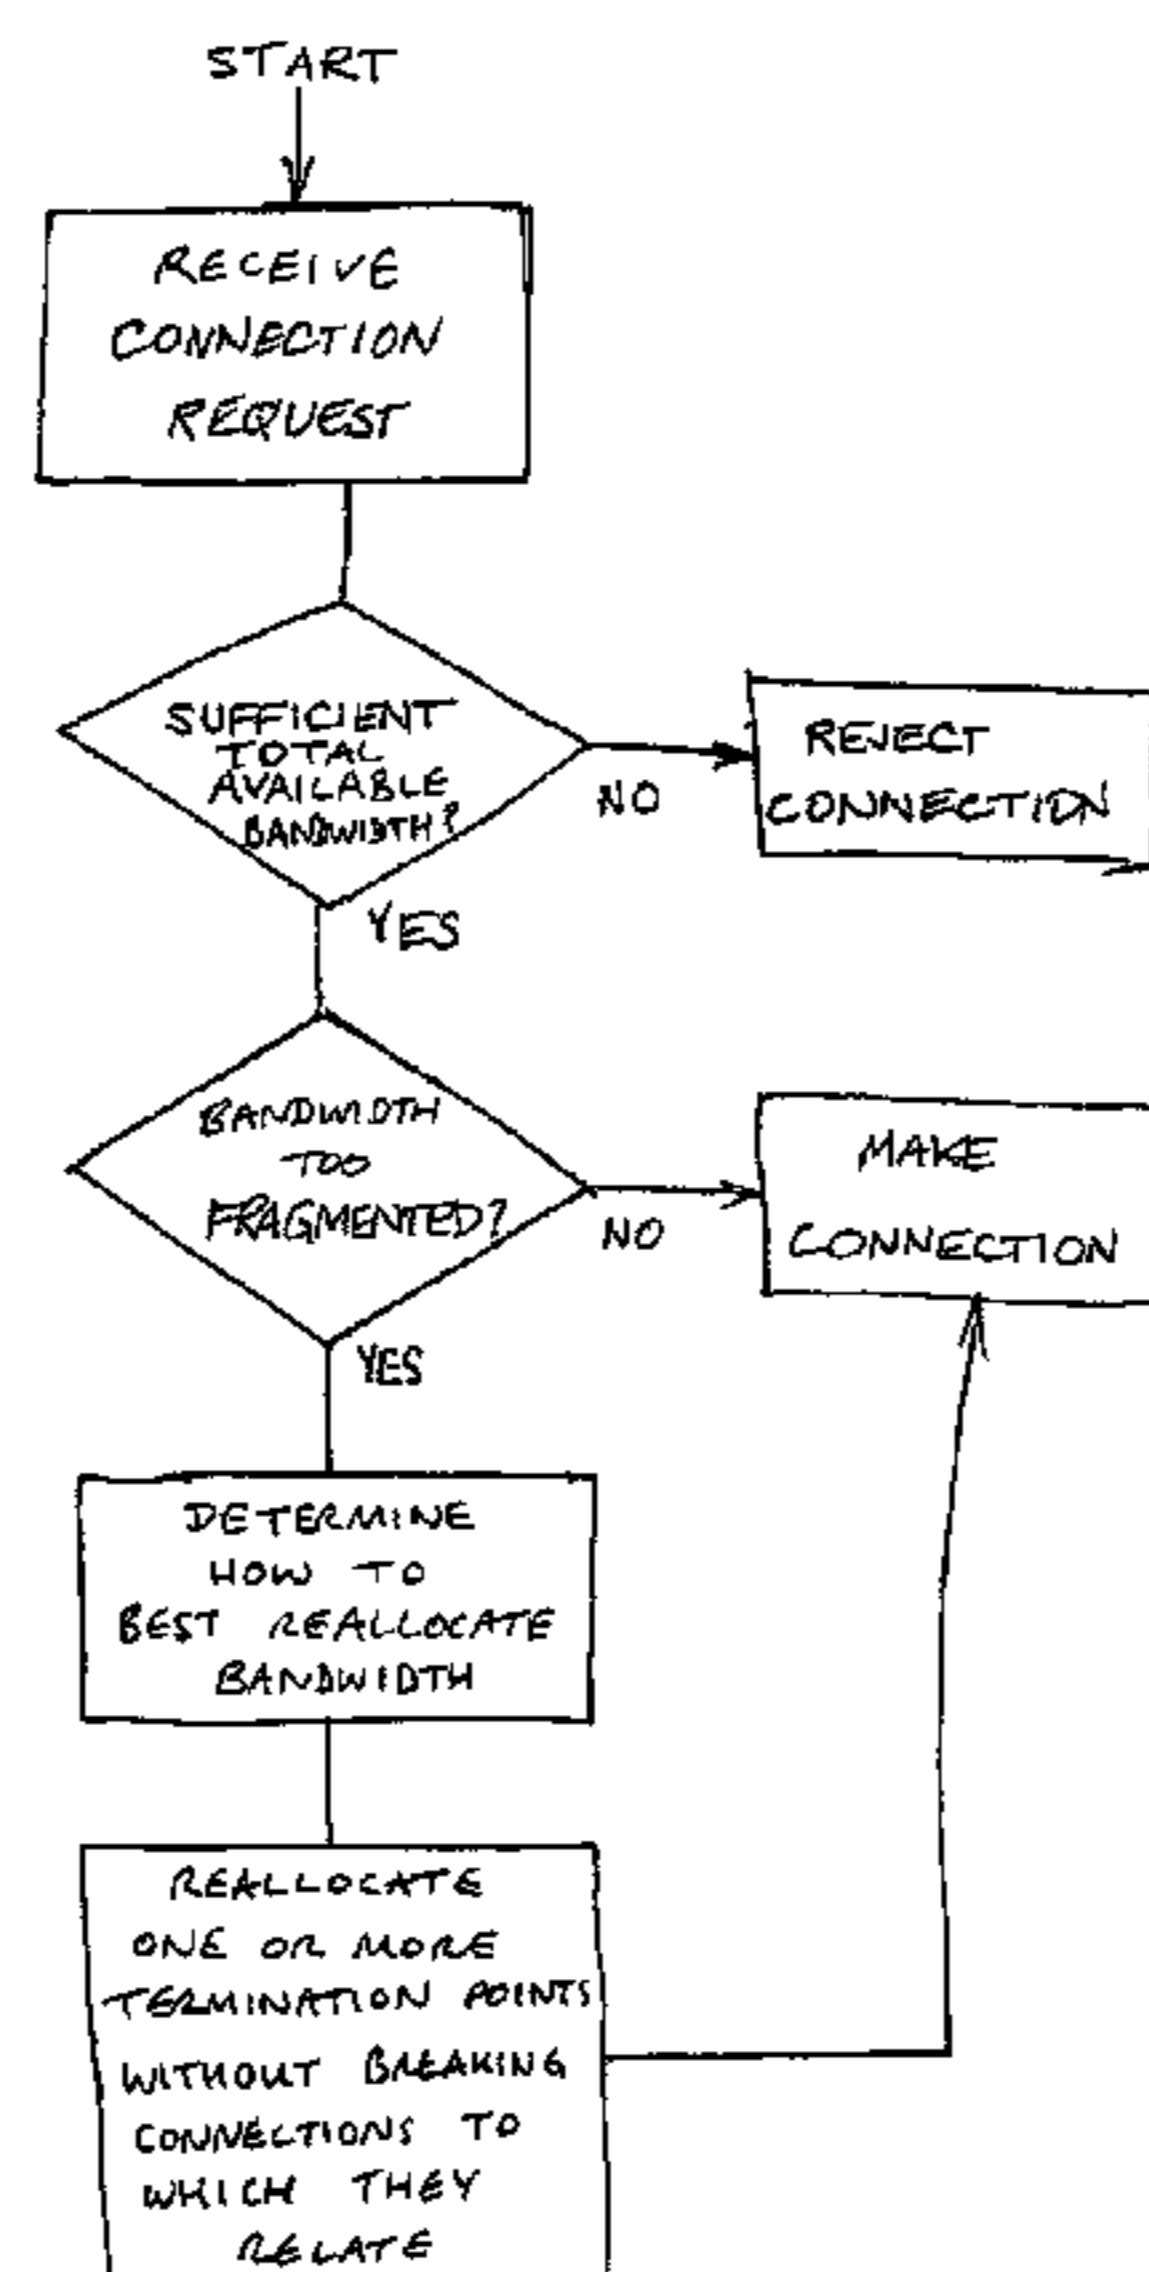 START
RECEIVE
CONNECTION
REQUEST
SUFFICIENT
TOTAL
AVAILABLE
BANDWIDTH?
NO
REJECT
CONNECTION
YES
BANDWIDTH
TOO
FRAGMENTED?
NO
MAKE
CONNECTION
YES
DETERMINE
HOW TO
BEST REALLOCATE
BANDWIDTH
REALLOCATE
ONE OR MORE
TERMINATION POINTS
WITHOUT BREAKING
CONNECTIONS TO
WHICH THEY
RELATE